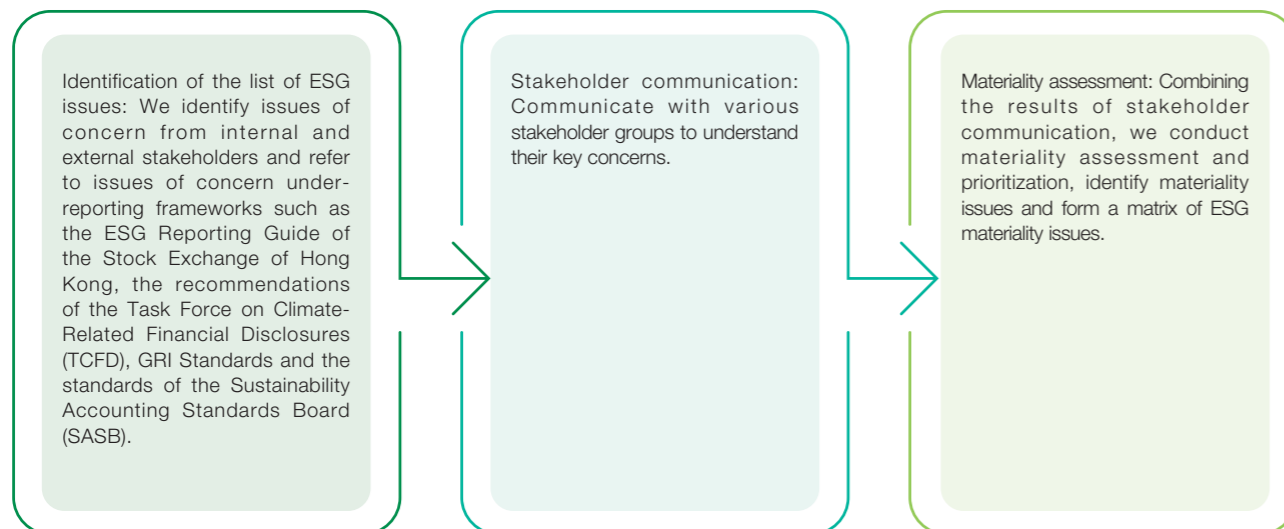 Identification of the list of ESG
issues: We identify issues of
concern from internal and
external stakeholders and refer
to issues of concern under-
reporting frameworks such as
the ESG Reporting Guide of
the Stock Exchange of Hong
Kong, the recommendations
of the Task Force on Climate-
Related Financial Disclosures
(TCFD), GRI Standards and the
standards of the Sustainability
Accounting Standards Board
(SASB).
Stakeholder communication:
Communicate with various
stakeholder groups to understand
their key concerns.
Materiality assessment: Combining
the results of stakeholder
communication, we conduct
materiality assessment and
prioritization, identify materiality
issues and form a matrix of ESG
materiality issues.